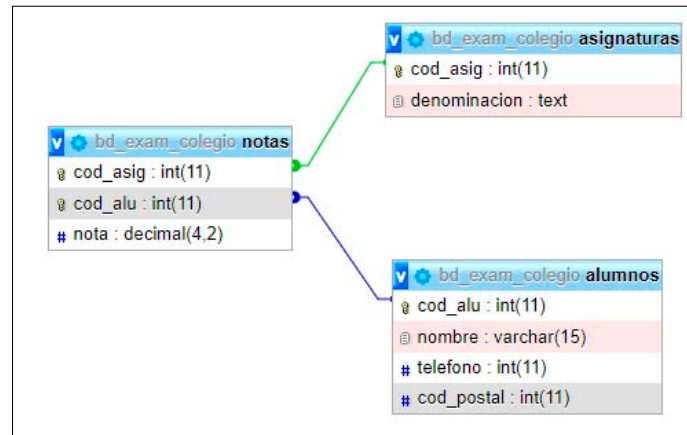 bd_exam_colegio asignaturas
cod_asig : int(11)
denominacion : text
bd_exam_colegio notas
cod_asig : int(11)
cod_alu : int(11)
# nota : decimal(4,2)
bd_exam_colegio alumnos
cod_alu : int(11)
nombre : varchar(15)
# telefono : int(11)
# cod_postal : int(11)